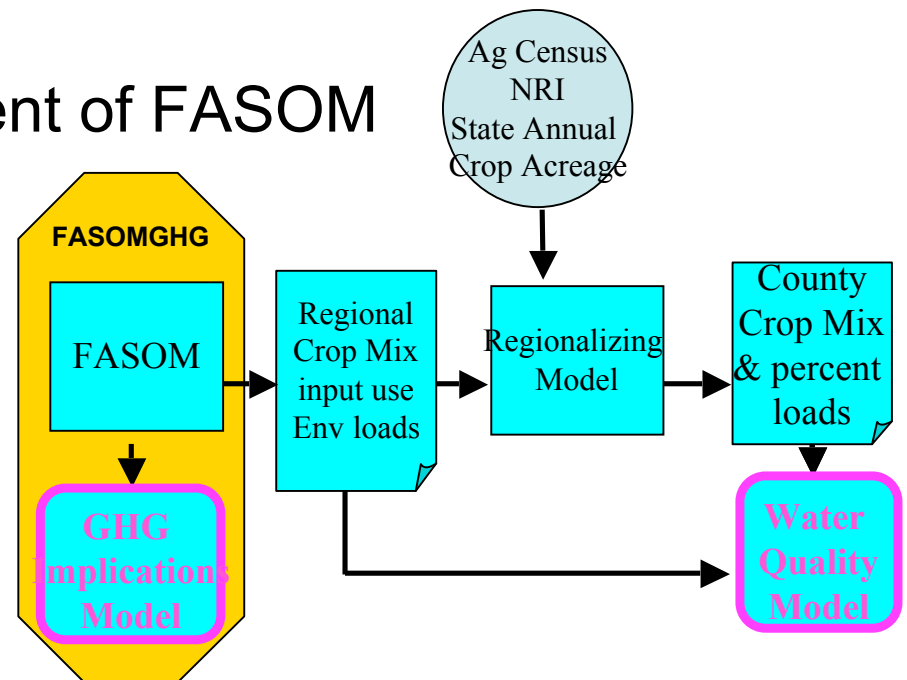 ent of FASOM
Ag Census
NRI
State Annual
Crop Acreage
FASOMGHG
FASOM
GHG
Implications
Model
Regional
Crop Mix
input use
Env loads
Regionalizing
Model
County
Crop Mix
& percent
loads
Water
Quality
Model